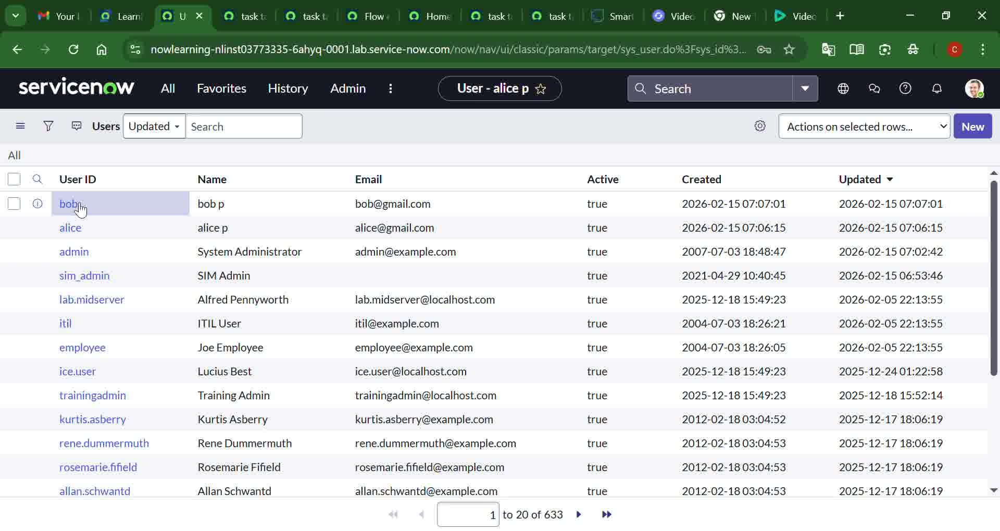 Your
Learn
U
task t
task t
Flow
Home
task t
task t
Smar
Video
New
Video
nowlearning-nlinst03773335-6ahyq-0001.lab.service-now.com/now/nav/ui/classic/params/target/sys_user.do%3Fsys_id%3...
C
servicenow
All
Favorites
History
Admin
User - alice p
Search
Users
Updated
Search
Actions on selected rows...
New
All
User ID Name Email Active Created Updated
bob bob p bob@gmail.com true 2026-02-15 07:07:01 2026-02-15 07:07:01
alice alice p alice@gmail.com true 2026-02-15 07:06:15 2026-02-15 07:06:15
admin System Administrator admin@example.com true 2007-07-03 18:48:47 2026-02-15 07:02:42
sim_admin SIM Admin true 2021-04-29 10:40:45 2026-02-15 06:53:46
lab.midserver Alfred Pennyworth lab.midserver@localhost.com true 2025-12-18 15:49:23 2026-02-05 22:13:55
itil ITIL User itil@example.com true 2004-07-03 18:26:21 2026-02-05 22:13:55
employee Joe Employee employee@example.com true 2004-07-03 18:26:05 2026-02-05 22:13:55
ice.user Lucius Best ice.user@localhost.com true 2025-12-18 15:49:23 2025-12-24 01:22:58
trainingadmin Training Admin trainingadmin@localhost.com true 2025-12-18 15:49:23 2025-12-18 15:52:14
kurtis.asberry Kurtis Asberry kurtis.asberry@example.com true 2012-02-18 03:04:52 2025-12-17 18:06:19
rene.dummermuth Rene Dummermuth rene.dummermuth@example.com true 2012-02-18 03:04:53 2025-12-17 18:06:19
rosemarie.fifield Rosemarie Fifield rosemarie.fifield@example.com true 2012-02-18 03:04:53 2025-12-17 18:06:19
allan.schwantd Allan Schwantd allan.schwantd@example.com true 2012-02-18 03:04:53 2025-12-17 18:06:19
1 to 20 of 633